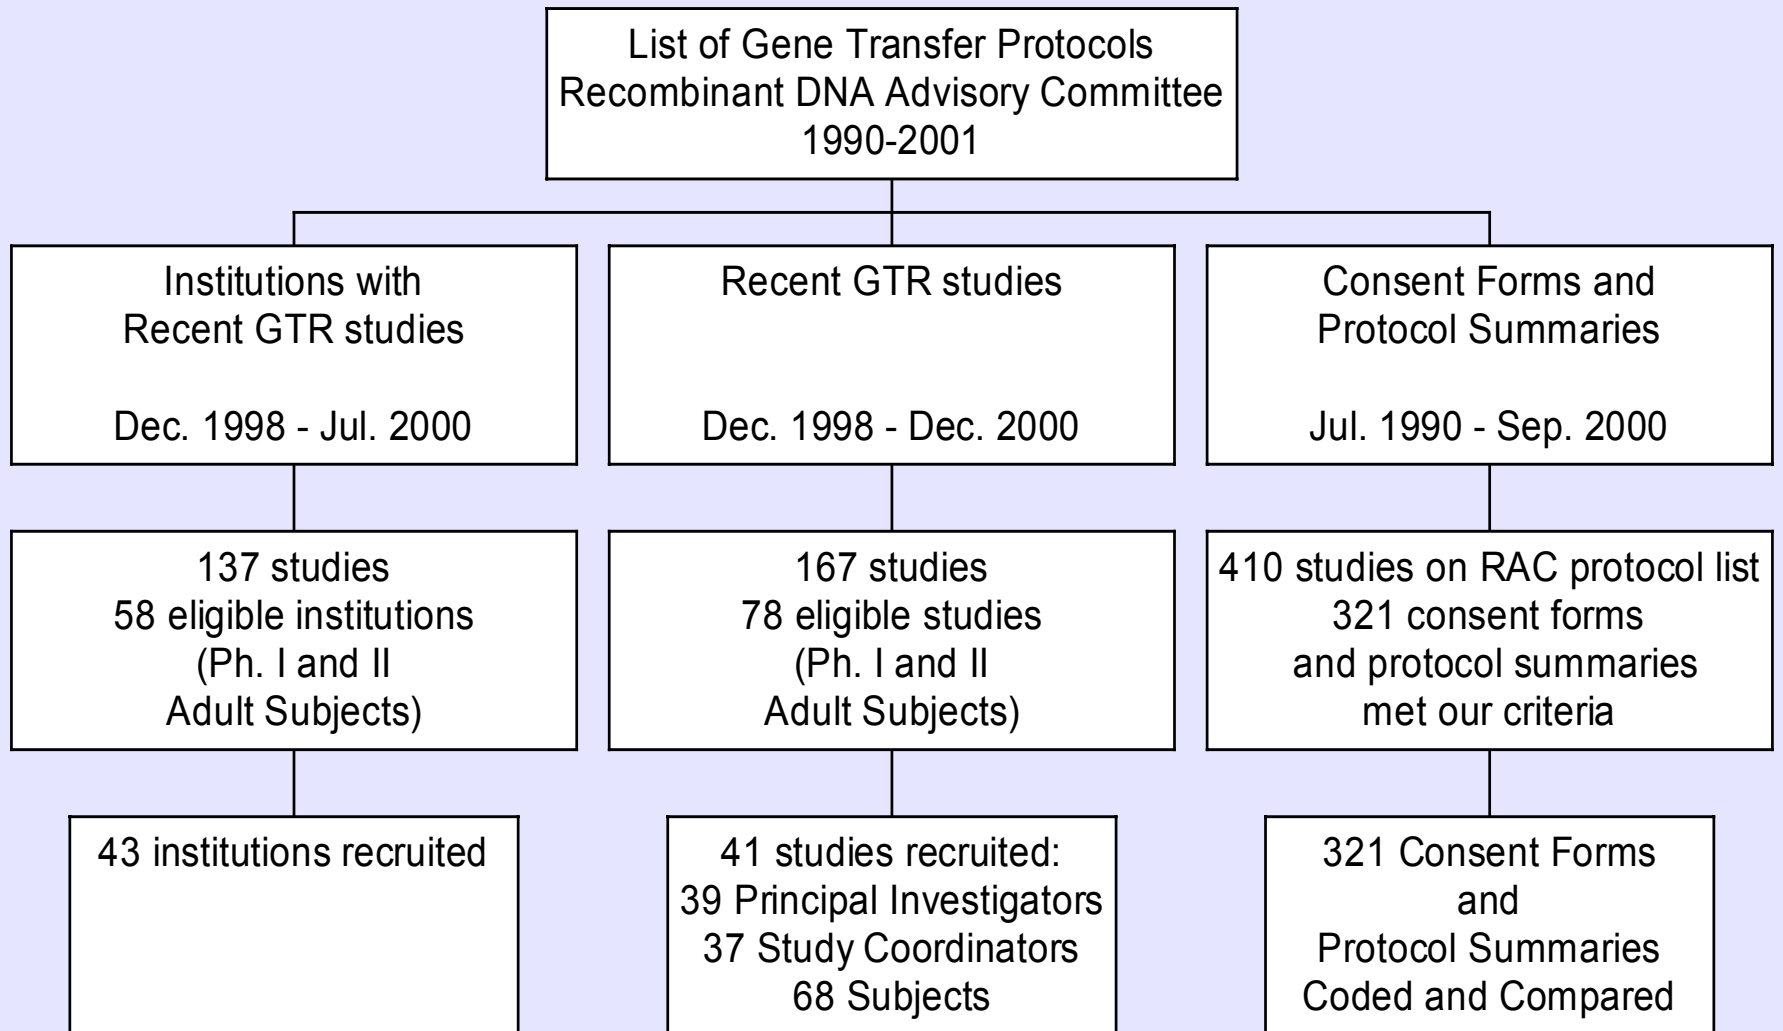 List of Gene Transfer Protocols
Recombinant DNA Advisory Committee
1990-2001
Institutions with
Recent GTR studies
Dec. 1998 - Jul. 2000
Recent GTR studies
Dec. 1998 - Dec. 2000
Consent Forms and
Protocol Summaries
Jul. 1990 - Sep. 2000
137 studies
58 eligible institutions
(Ph. I and II
Adult Subjects)
167 studies
78 eligible studies
(Ph. I and II
Adult Subjects)
410 studies on RAC protocol list
321 consent forms
and protocol summaries
met our criteria
43 institutions recruited
41 studies recruited:
39 Principal Investigators
37 Study Coordinators
68 Subjects
321 Consent Forms
and
Protocol Summaries
Coded and Compared